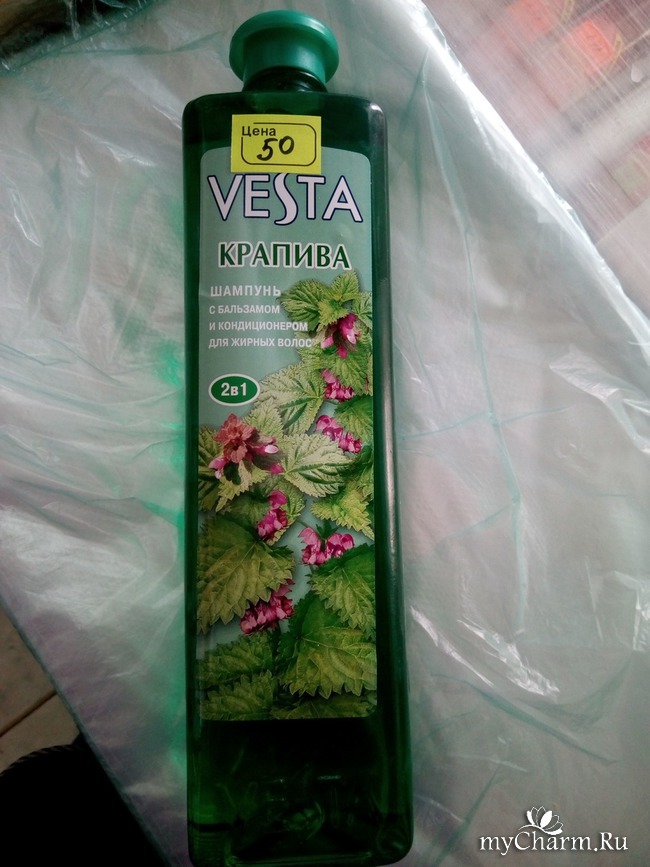 Цена
50
VESTA
КРАПИВА
ШАМПУНЬ
С БАЛЬЗАМОМ
И КОНДИЦИОНЕРОМ
ДЛЯ ЖИРНЫХ ВОЛОС
2в1
myCharm.Ru